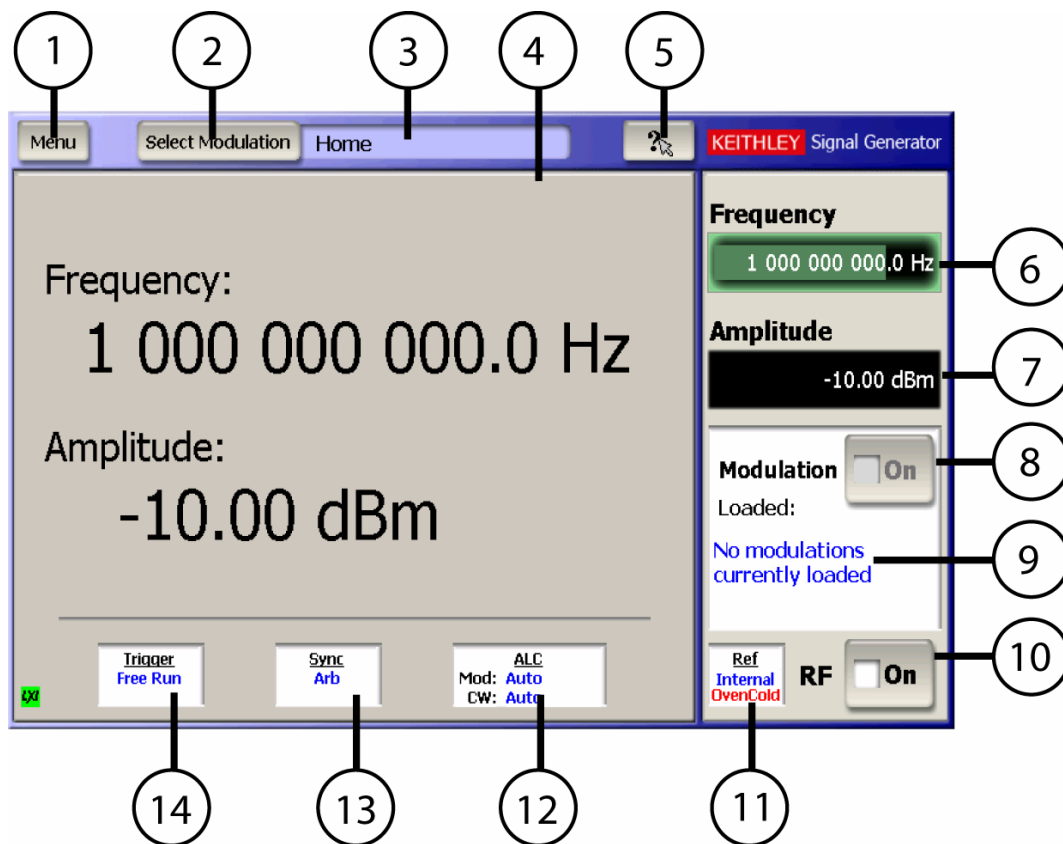 1 2 3 4 5
Menu Select Modulation Home ? KEITHLEY Signal Generator
Frequency:
1 000 000 000.0 Hz
Amplitude:
-10.00 dBm
Trigger
Free Run
Sync
Arb
ALC
Mod: Auto
CW: Auto
LXI
Frequency
1 000 000 000.0 Hz
6
Amplitude
-10.00 dBm
7
Modulation On
8
Loaded:
No modulations
currently loaded
9
Ref
Internal
OvenCold
RF On
10
14 13 12 11